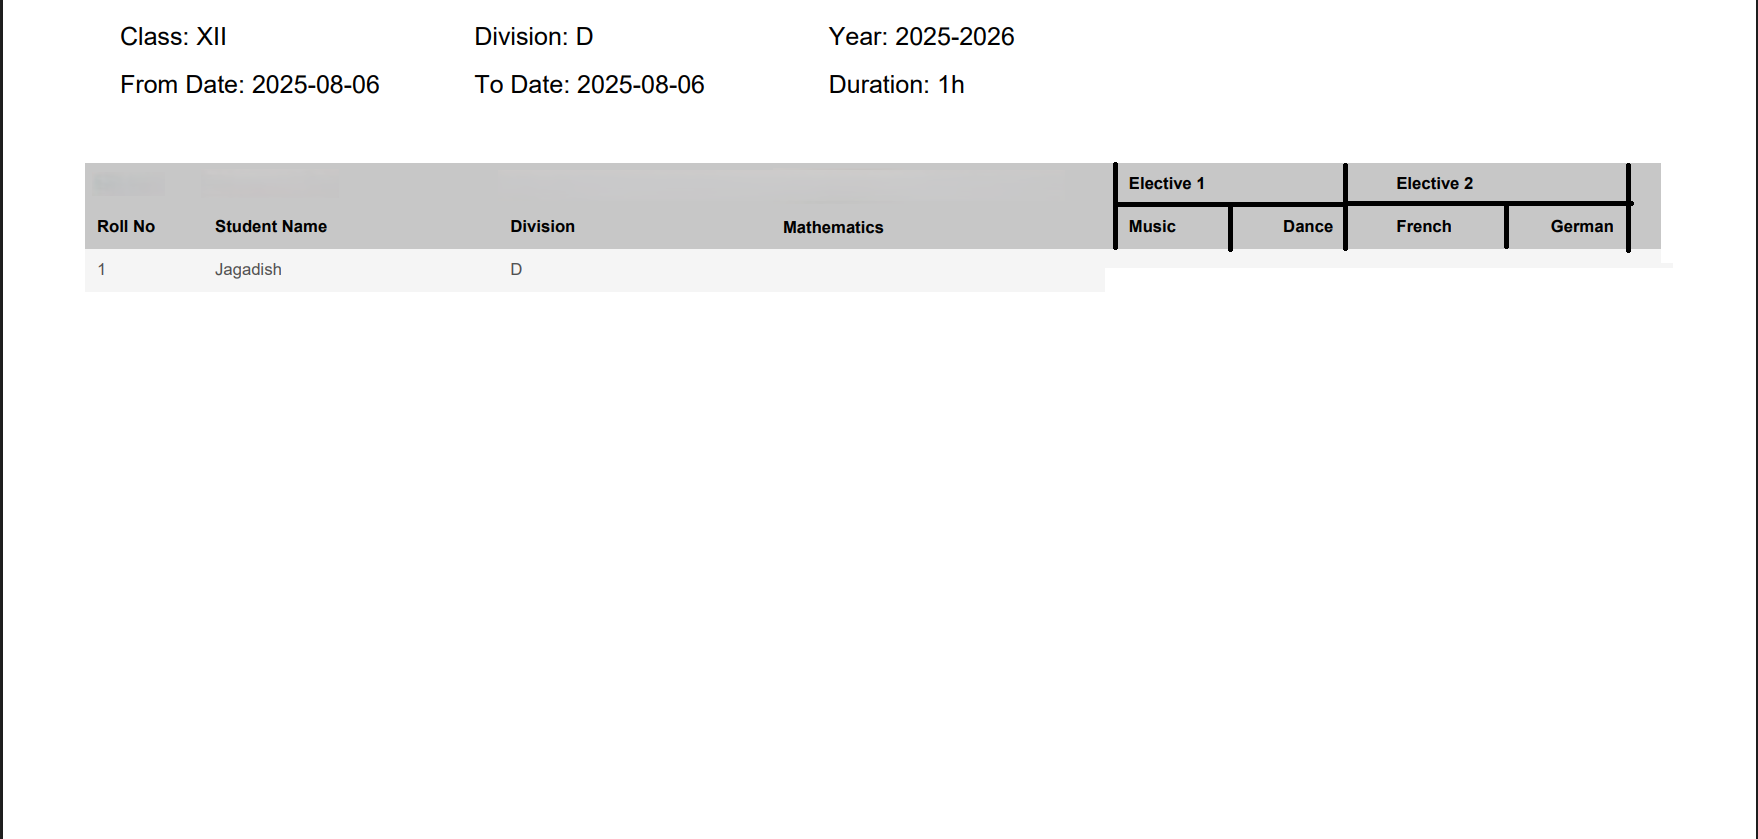 Class: XII Division: D Year: 2025-2026
From Date: 2025-08-06 To Date: 2025-08-06 Duration: 1h
Elective 1 Elective 2
Roll No Student Name Division Mathematics Music Dance French German
1 Jagadish D